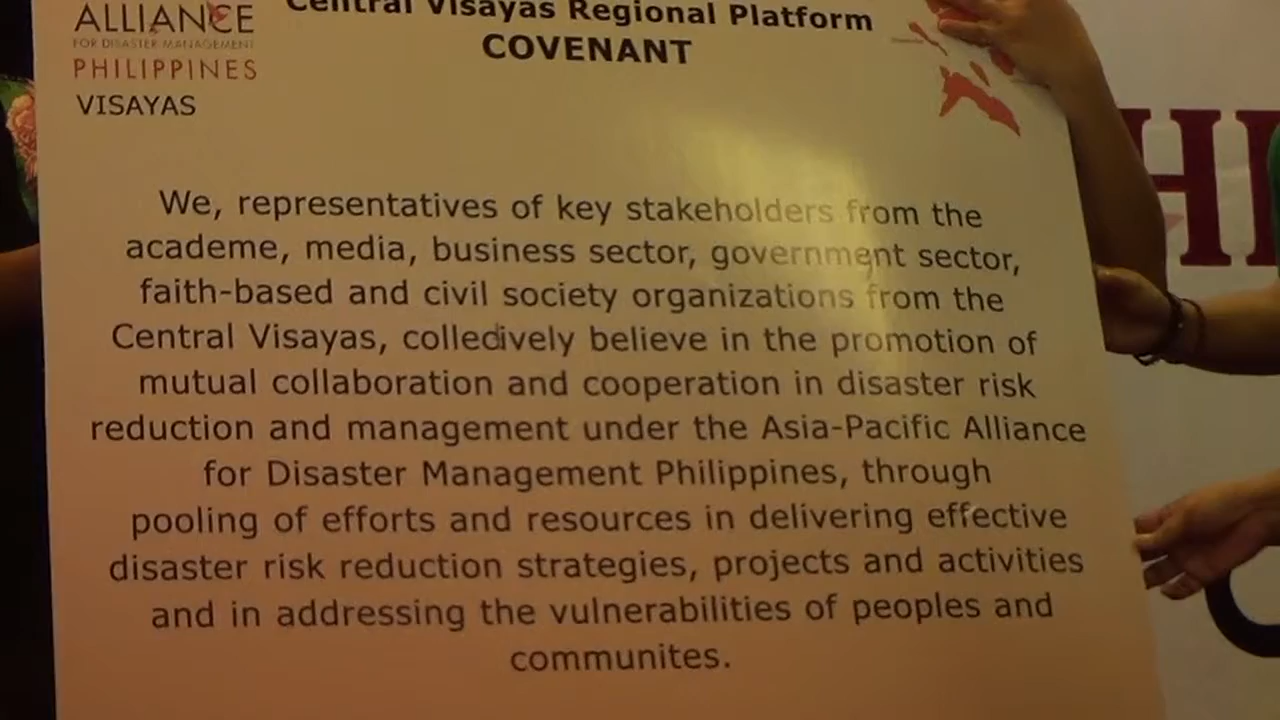 ALLIANCE
FOR DISASTER MANAGEMENT
PHILIPPINES
VISAYAS
Central Visayas Regional Platform
COVENANT
We, representatives of key stakeholders from the
academe, media, business sector, government sector,
faith-based and civil society organizations from the
Central Visayas, colledively believe in the promotion of
mutual collaboration and cooperation in disaster risk
reduction and management under the Asia-Pacific Alliance
for Disaster Management Philippines, through
pooling of efforts and resources in delivering effective
disaster risk reduction strategies, projects and activities
and in addressing the vulnerabilities of peoples and
communites.